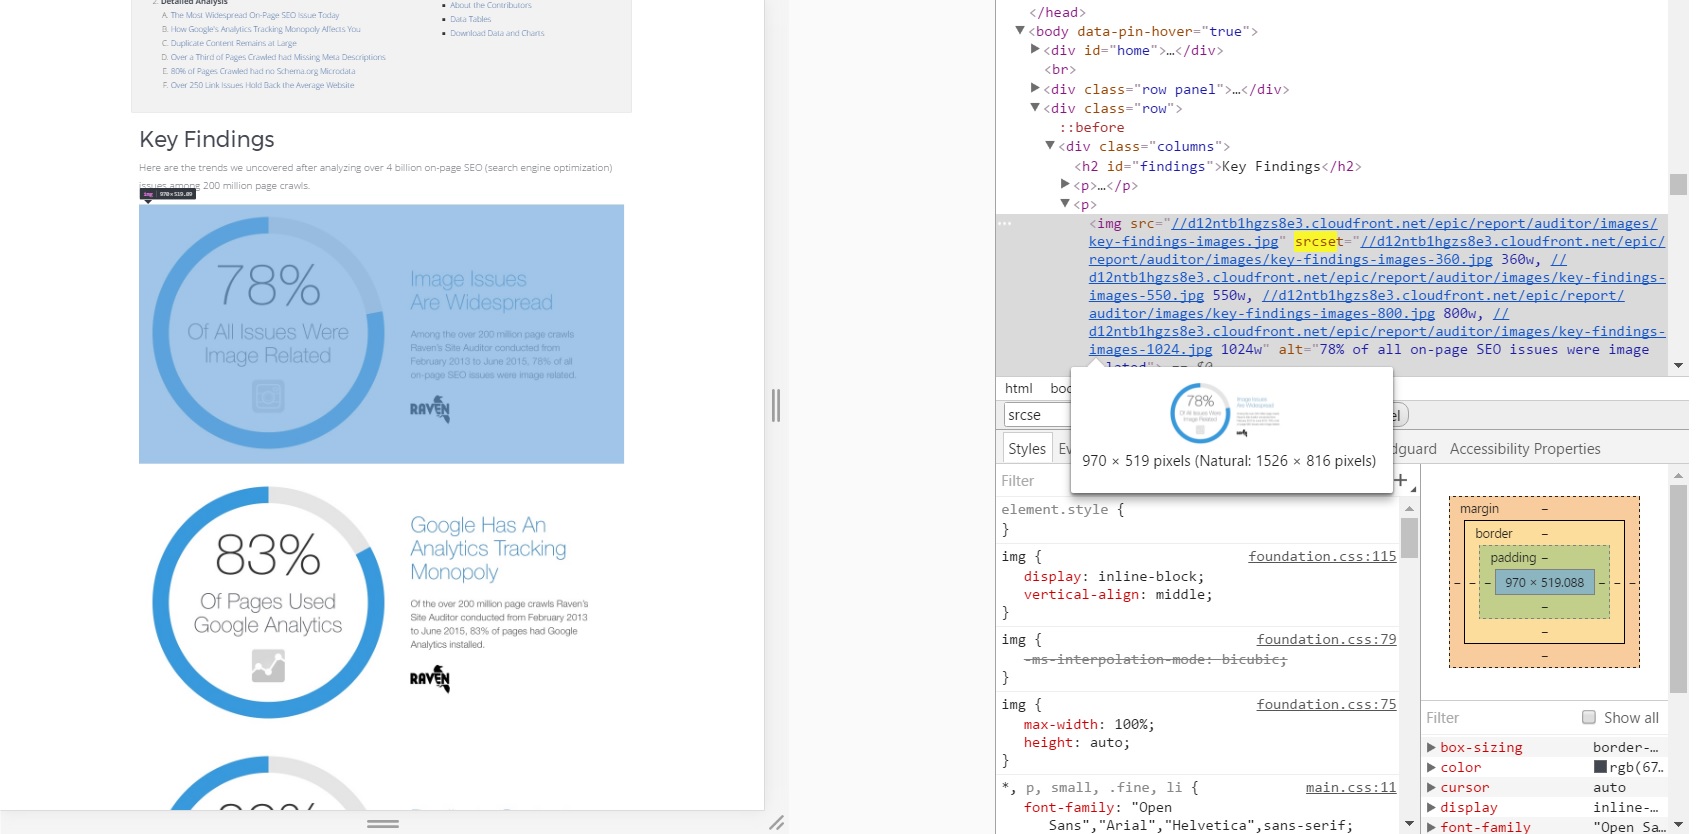 2. Detailed Analysis
A. The Most Widespread On-Page SEO Issue Today
B. How Google's Analytics Tracking Monopoly Affects You
C. Duplicate Content Remains at Large
D. Over a Third of Pages Crawled had Missing Meta Descriptions
E. 80% of Pages Crawled had no Schema.org Microdata
F. Over 250 Link Issues Hold Back the Average Website
About the Contributors
Data Tables
Download Data and Charts
Key Findings
Here are the trends we uncovered after analyzing over 4 billion on-page SEO (search engine optimization)
issues among 200 million page crawls.
img 970×519.09
78%
Of All Issues Were
Image Related
Image Issues
Are Widespread
Among the over 200 million page crawls
Raven's Site Auditor conducted from
February 2013 to June 2015, 78% of all
on-page SEO issues were image related.
RAVEN
83%
Of Pages Used
Google Analytics
Google Has An
Analytics Tracking
Monopoly
Of the over 200 million page crawls Raven's
Site Auditor conducted from February 2013
to June 2015, 83% of pages had Google
Analytics installed.
RAVEN
</head>
<body data-pin-hover="true">
<div id="home">…</div>
<br>
<div class="row panel">…</div>
<div class="row">
::before
<div class="columns">
<h2 id="findings">Key Findings</h2>
<p>…</p>
<p>
<img src="//d12ntb1hgzs8e3.cloudfront.net/epic/report/auditor/images/
key-findings-images.jpg" srcset="//d12ntb1hgzs8e3.cloudfront.net/epic/
report/auditor/images/key-findings-images-360.jpg 360w, //
d12ntb1hgzs8e3.cloudfront.net/epic/report/auditor/images/key-findings-
images-550.jpg 550w, //d12ntb1hgzs8e3.cloudfront.net/epic/report/
auditor/images/key-findings-images-800.jpg 800w, //
d12ntb1hgzs8e3.cloudfront.net/epic/report/auditor/images/key-findings-
images-1024.jpg 1024w" alt="78% of all on-page SEO issues were image
html
srcse
78%
Of All Issues Were
Image Related
Image Issues
Are Widespread
970 × 519 pixels (Natural: 1526 × 816 pixels)
Styles
Accessibility Properties
Filter
+
element.style {
}
img { foundation.css:115
display: inline-block;
vertical-align: middle;
}
img { foundation.css:79
-ms-interpolation-mode: bicubic;
}
img { foundation.css:75
max-width: 100%;
height: auto;
}
*, p, small, .fine, li { main.css:11
font-family: "Open
Sans","Arial","Helvetica",sans-serif;
margin –
border –
padding –
– – – 970 × 519.088 – – –
–
–
–
Filter Show all
box-sizing border-…
color rgb(67…
cursor auto
display inline-…
font-family "Open Sa…